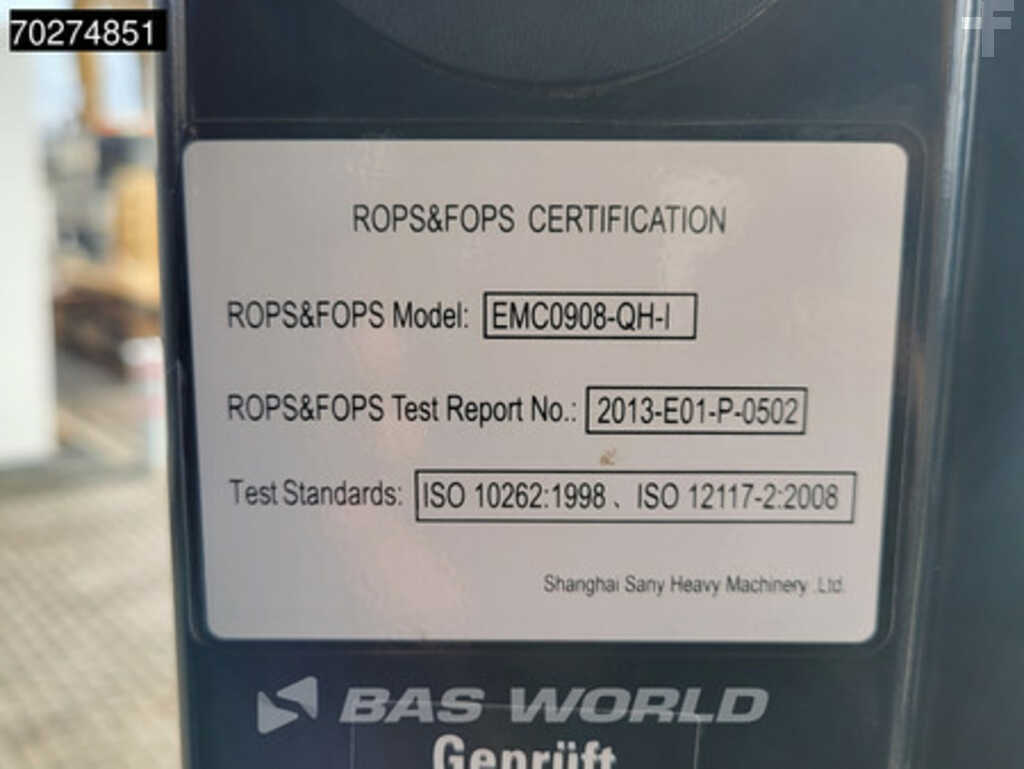 70274851
ROPS&FOPS CERTIFICATION
ROPS&FOPS Model: EMC0908-QH-I
ROPS&FOPS Test Report No.: 2013-E01-P-0502
Test Standards: ISO 10262:1998、ISO 12117-2:2008
Shanghai Sany Heavy Machinery .Ltd.
BAS WORLD
Geprüft